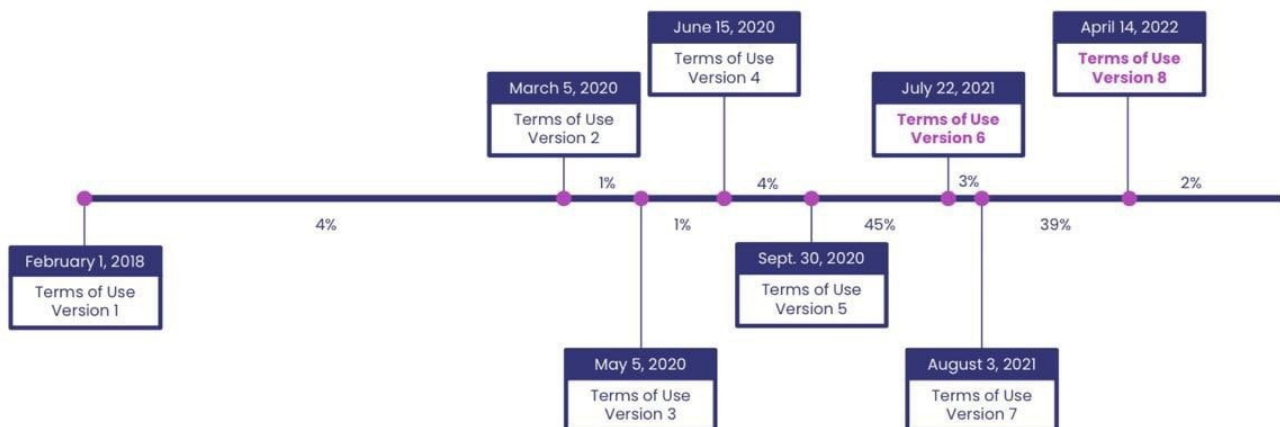 June 15, 2020
Terms of Use
Version 4
April 14, 2022
Terms of Use
Version 8
March 5, 2020
Terms of Use
Version 2
July 22, 2021
Terms of Use
Version 6
1%
4%
3%
2%
4%
1%
45%
39%
February 1, 2018
Terms of Use
Version 1
Sept. 30, 2020
Terms of Use
Version 5
May 5, 2020
Terms of Use
Version 3
August 3, 2021
Terms of Use
Version 7